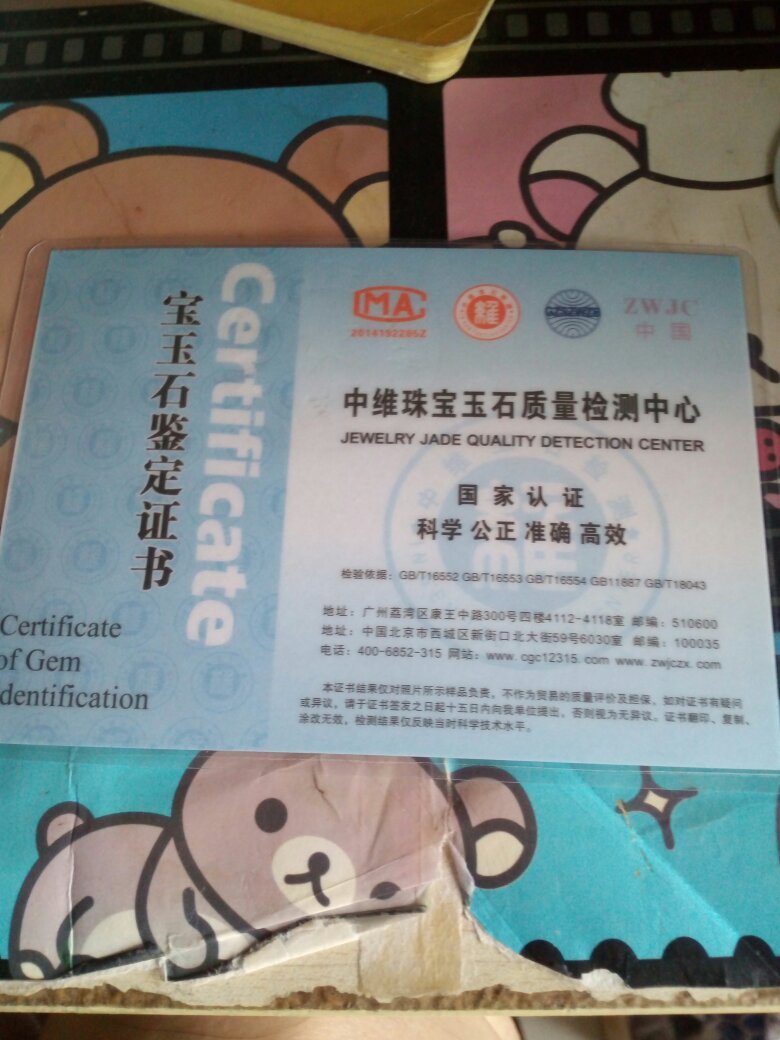 宝玉石鉴定证书
Certificate
Certificate
of Gem
dentification
CMA
2014192285Z
ZWJC
中国
中维珠宝玉石质量检测中心
JEWELRY JADE QUALITY DETECTION CENTER
国家认证
科学 公正 准确 高效
检验依据：GB/T16552 GB/T16553 GB/T16554 GB11887 GB/T18043
地址：广州荔湾区康王中路300号四楼4112-4118室 邮编：510600
地址：中国北京市西城区新街口北大街59号6030室 邮编：100035
电话：400-6852-315 网站：www.cgc12315.com www.zwjczx.com
本证书结果仅对照片所示样品负责，不作为贸易的质量评价及担保，如对证书有疑问
或异议，请于证书签发之日起十五日内向我单位提出，否则视为无异议。证书翻印、复制、
涂改无效，检测结果仅反映当时科学技术水平。